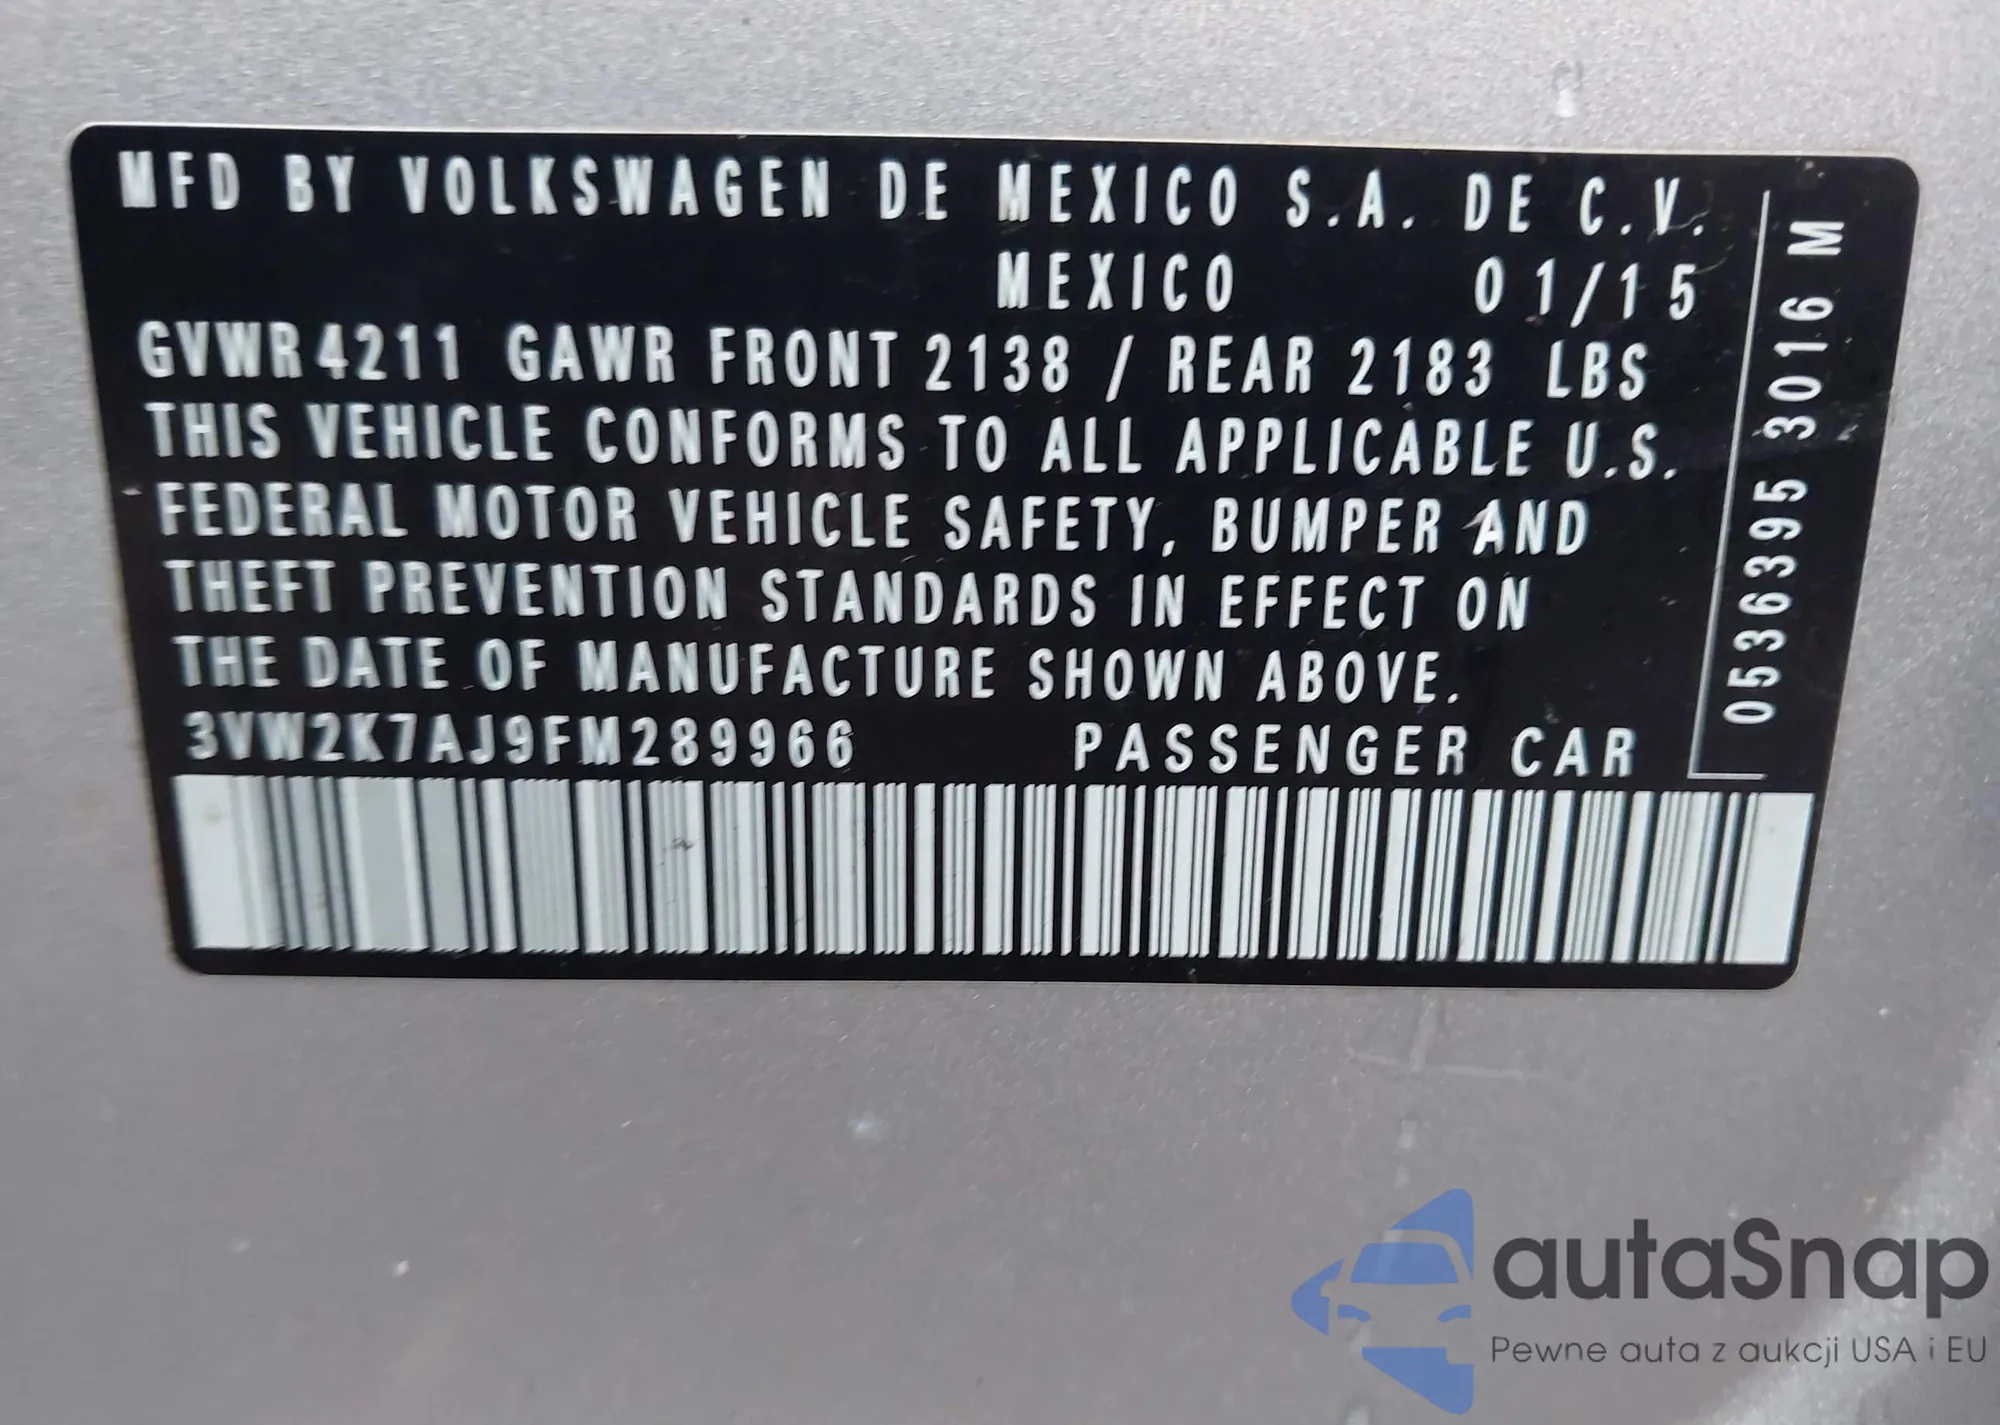 MFD BY VOLKSWAGEN DE MEXICO S.A. DE C.V.
MEXICO 01/15
GVWR 4211 GAWR FRONT 2138 / REAR 2183 LBS
THIS VEHICLE CONFORMS TO ALL APPLICABLE U.S.
FEDERAL MOTOR VEHICLE SAFETY, BUMPER AND
THEFT PREVENTION STANDARDS IN EFFECT ON
THE DATE OF MANUFACTURE SHOWN ABOVE.
3VW2K7AJ9FM289966 PASSENGER CAR
0536395 3016 M
autaSnap
Pewne auta z aukcji USA i EU